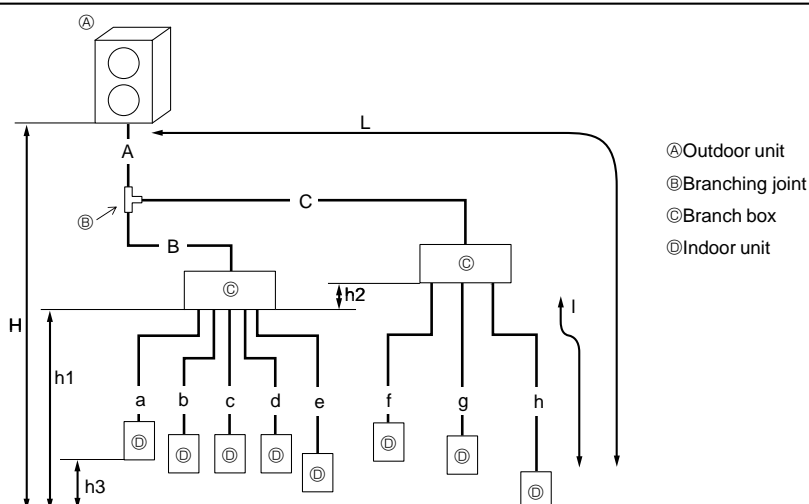 Ⓐ
L
A
ⒶOutdoor unit
ⒷBranching joint
ⒸBranch box
ⒹIndoor unit
Ⓑ
C
B
Ⓒ
Ⓒ
h2
H
h1
l
a
b
c
d
e
f
g
h
Ⓓ
Ⓓ
Ⓓ
Ⓓ
Ⓓ
Ⓓ
Ⓓ
Ⓓ
h3